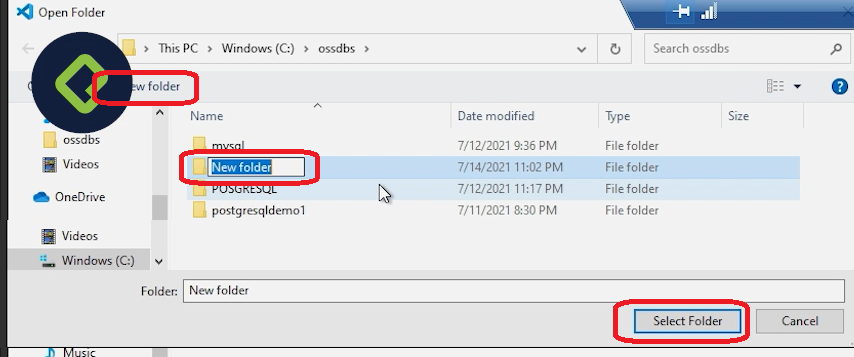 Open Folder
This PC > Windows (C:) > ossdbs >
Search ossdbs
ew folder
Name Date modified Type Size
ossdbs
Videos
OneDrive
Videos
Windows (C:)
Music
mysql 7/12/2021 9:36 PM File folder
New folder 7/14/2021 11:02 PM File folder
POSGRESQL 7/12/2021 11:17 PM File folder
postgresqldemo1 7/11/2021 8:30 PM File folder
Folder: New folder
Select Folder Cancel